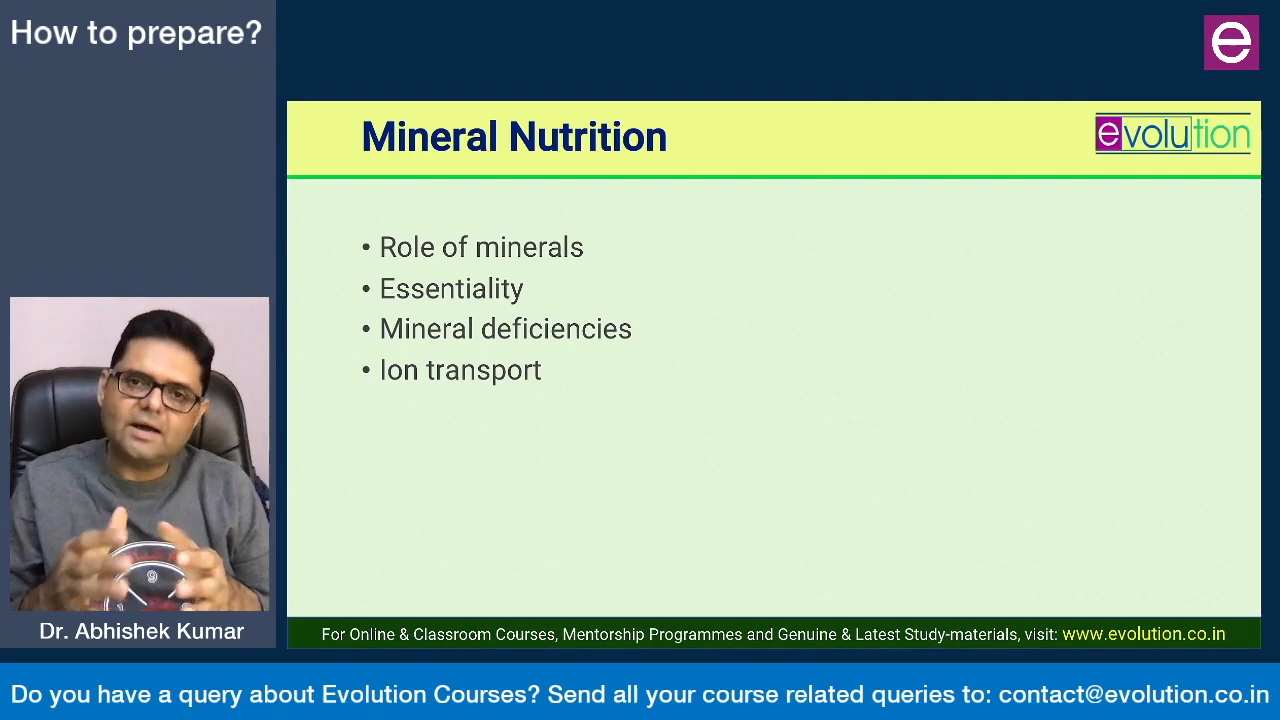 How to prepare?
e
Mineral Nutrition
evolution
• Role of minerals
• Essentiality
• Mineral deficiencies
• Ion transport
9
Dr. Abhishek Kumar
For Online & Classroom Courses, Mentorship Programmes and Genuine & Latest Study-materials, visit: www.evolution.co.in
Do you have a query about Evolution Courses? Send all your course related queries to: contact@evolution.co.in